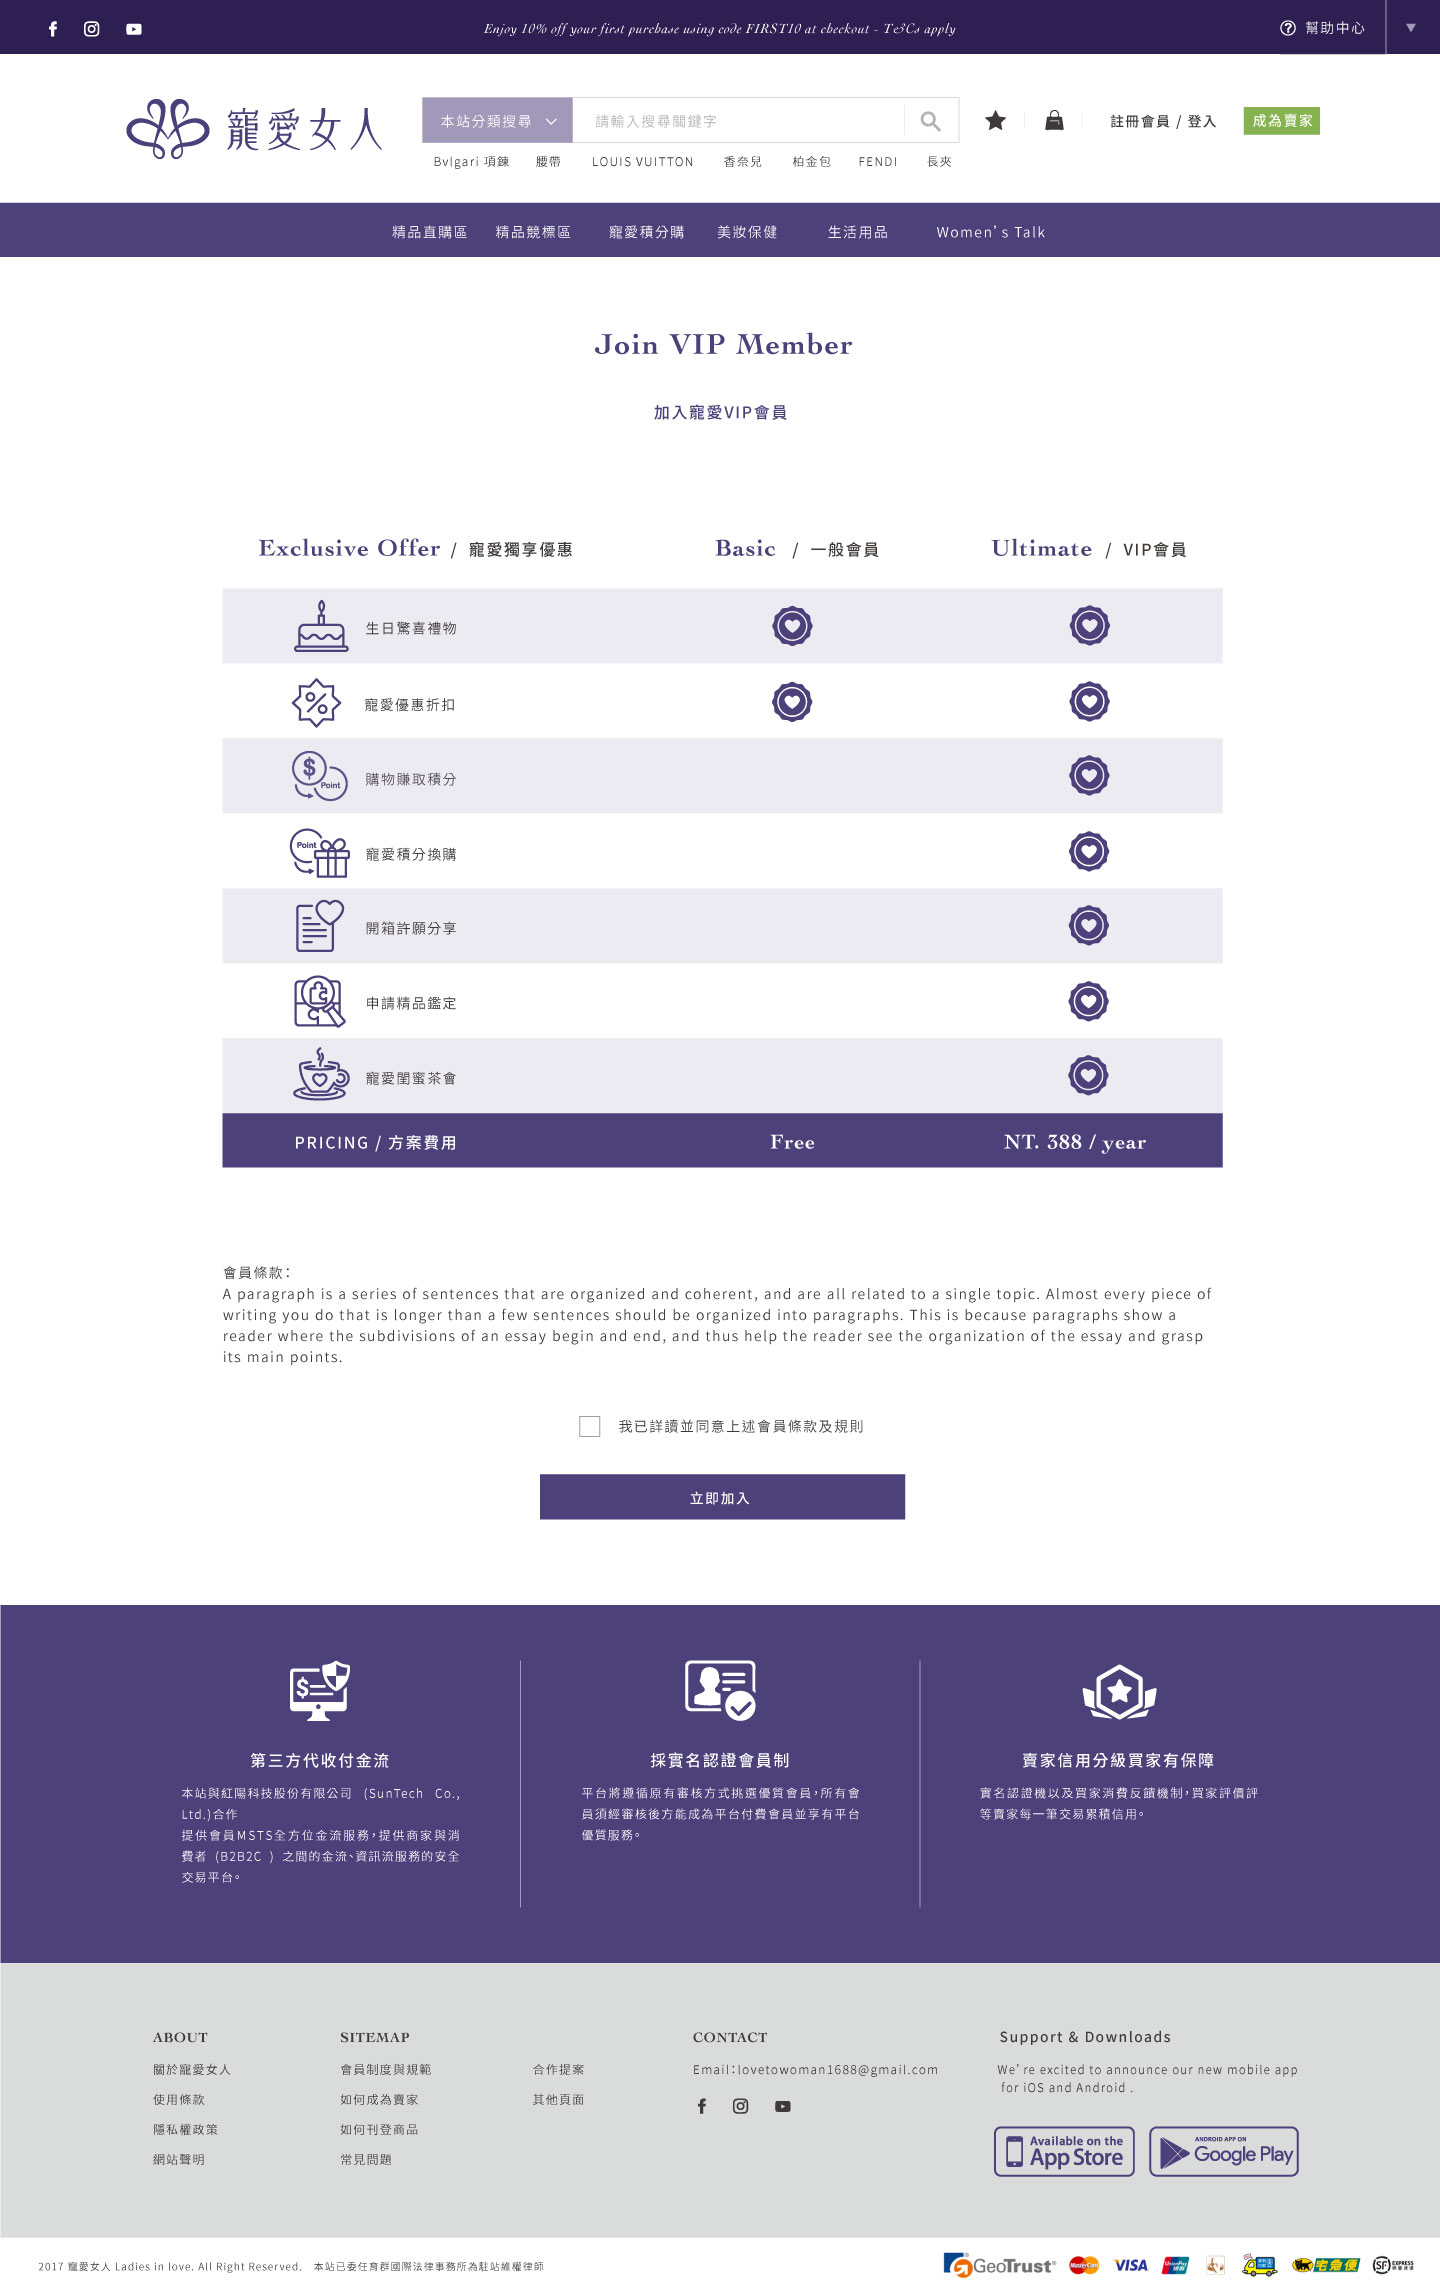 Enjoy 10% off your first purchase using code FIRST10 at checkout - T&Cs apply
幫助中心
寵愛女人
本站分類搜尋
請輸入搜尋關鍵字
註冊會員 / 登入
成為賣家
Bvlgari 項鍊 腰帶 LOUIS VUITTON 香奈兒 柏金包 FENDI 長夾
精品直購區 精品競標區 寵愛積分購 美妝保健 生活用品 Women's Talk
Join VIP Member
加入寵愛VIP會員
Exclusive Offer / 寵愛獨享優惠 Basic / 一般會員 Ultimate / VIP會員
生日驚喜禮物
寵愛優惠折扣
$
Point
購物賺取積分
Point
寵愛積分換購
開箱許願分享
申請精品鑑定
寵愛閨蜜茶會
PRICING / 方案費用 Free NT. 388 / year
會員條款：
A paragraph is a series of sentences that are organized and coherent, and are all related to a single topic. Almost every piece of
writing you do that is longer than a few sentences should be organized into paragraphs. This is because paragraphs show a
reader where the subdivisions of an essay begin and end, and thus help the reader see the organization of the essay and grasp
its main points.
我已詳讀並同意上述會員條款及規則
立即加入
第三方代收付金流
本站與紅陽科技股份有限公司 (SunTech Co.,
Ltd.)合作
提供會員MSTS全方位金流服務，提供商家與消
費者 (B2B2C ) 之間的金流、資訊流服務的安全
交易平台。
採實名認證會員制
平台將遵循原有審核方式挑選優質會員，所有會
員須經審核後方能成為平台付費會員並享有平台
優質服務。
賣家信用分級買家有保障
實名認證機以及買家消費反饋機制，買家評價評
等賣家每一筆交易累積信用。
ABOUT
關於寵愛女人
使用條款
隱私權政策
網站聲明
SITEMAP
會員制度與規範
如何成為賣家
如何刊登商品
常見問題
合作提案
其他頁面
CONTACT
Email：lovetowoman1688@gmail.com
Support & Downloads
We're excited to announce our new mobile app
for iOS and Android .
Available on the
App Store
ANDROID APP ON
Google Play
2017 寵愛女人 Ladies in love. All Right Reserved. 本站已委任育群國際法律事務所為駐站維權律師
GeoTrust
MasterCard
VISA
UnionPay
銀聯
宅急便
SF EXPRESS